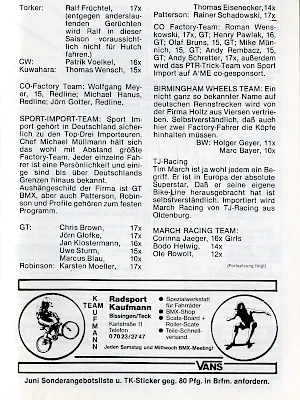 Torker: Ralf Früchtel, 17x
(entgegen anderslau-
tenden Gerüchten
wird Ralf in dieser
Saison voraussicht-
lich nicht für Hutch
fahren.)
CW: Patrik Voelkel, 16x
Kuwahara: Thomas Wensch, 15x
CO-Factory Team: Wolfgang Mey-
er, 15, Redline; Michael Hanus,
Redline; Jörn Gotter, Redline.
SPORT-IMPORT-TEAM: Sport Im-
port gehört in Deutschland sicher-
lich zu den Top-Drei Importeuren.
Chef Michael Müllmann hält sich
das wohl mit Abstand größte
Factory-Team. Jeder einzelne Fah-
rer ist eine Persönlichkeit und eini-
ge sind bis über Deutschlands
Grenzen hinaus bekannt.
Aushängeschild der Firma ist GT
BMX, aber auch Patterson, Robin-
son und Profile gehören zum festen
Programm.
GT: Chris Brown, 17x
Jörn Glofke, 17x
Jan Klostermann, 16x
Uwe Sturm, 15x
Marcus Blau, 10x
Robinson: Karsten Moeller, 17x
Thomas Eisenecker, 14x
Patterson: Rainer Schadowski, 17x
CO Factory-Team: Roman Wens-
kowski, 17x, GT; Henry Pawlak, 16,
GT; Olaf Bruns, 15, GT; Mike Mün-
nich, 15, GT; Andy Rembacz, 15,
GT; Andy Schretter, 17x, außerdem
wird das PTR-Trick-Team von Sport
Import auf A'ME co-gesponsort.
BIRMINGHAM WHEELS TEAM: Ein
nicht ganz so bekannter Name auf
deutschen Rennstrecken wird von
der Firma Holtz aus Viersen vertrie-
ben. Selbstverständlich, daß auch
hier zwei Factory-Fahrer die Köpfe
hinhalten müssen.
BW: Holger Geyer, 11x
Marc Bayer, 10x
TJ-Racing
Tim March ist ja wohl jedem ein Be-
griff. Er ist in Europa der absolute
Superstar. Daß er seine eigene
Bike-Line herausgebracht hat ist
selbstverständlich. Importiert wird
March Racing von TJ-Racing aus
Oldenburg.
MARCH RACING TEAM:
Corinna Jaeger, 16x Girls
Bodo Helwig, 14x
Ole Rowolt, 12x
(Fortsetzung folgt)
TEAM
KAUFMANN
Radsport
Kaufmann
Bissingen/Teck
Karlstraße 11
Telefon
07023/2747
Spezialwerkstatt
für Fahrräder
BMX-Shop
Skate-Board +
Roller-Scate
Teile-Schnell-
versand
Jeden Samstag und Mittwoch BMX-Meeting!
VANS
Juni Sonderangebotsliste u. TK-Sticker geg. 80 Pfg. in Brfm. anfordern.